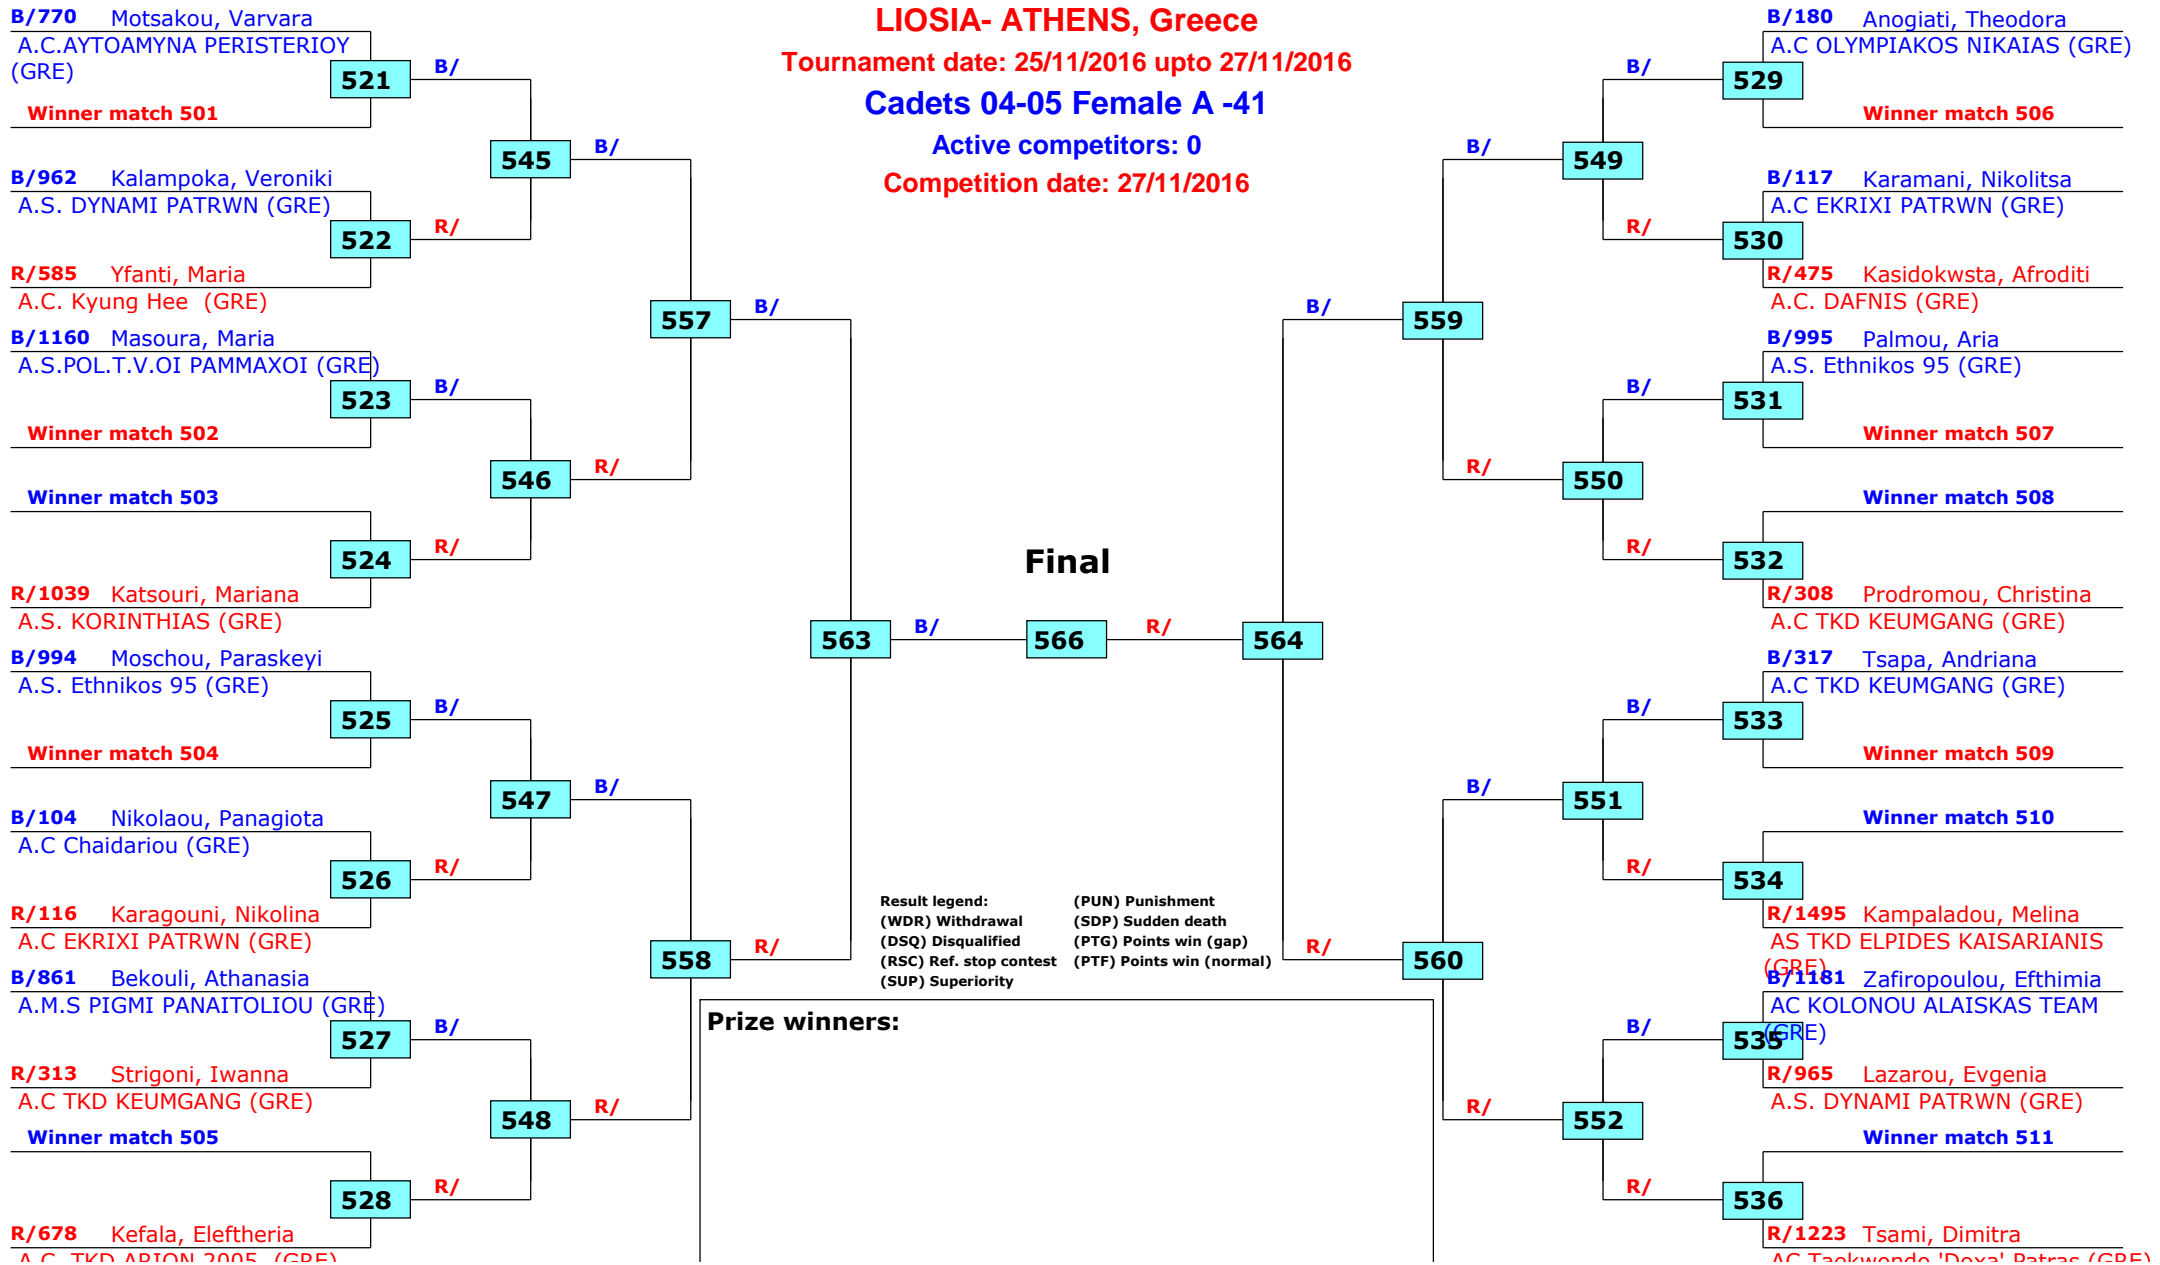 LIOSIA- ATHENS, Greece
Tournament date: 25/11/2016 upto 27/11/2016
Cadets 04-05 Female A -41
Active competitors: 0
Competition date: 27/11/2016
B/770 Motsakou, Varvara
A.C.AYTOAMYNA PERISTERIOY
(GRE)
521
B/
Winner match 501
545
B/
B/962 Kalampoka, Veroniki
A.S. DYNAMI PATRWN (GRE)
522
R/
R/585 Yfanti, Maria
A.C. Kyung Hee (GRE)
557
B/
B/1160 Masoura, Maria
A.S.POL.T.V.OI PAMMAXOI (GRE)
523
B/
Winner match 502
546
R/
Winner match 503
524
R/
R/1039 Katsouri, Mariana
A.S. KORINTHIAS (GRE)
563
B/
B/994 Moschou, Paraskeyi
A.S. Ethnikos 95 (GRE)
525
B/
Winner match 504
547
B/
B/104 Nikolaou, Panagiota
A.C Chaidariou (GRE)
526
R/
R/116 Karagouni, Nikolina
A.C EKRIXI PATRWN (GRE)
558
R/
B/861 Bekouli, Athanasia
A.M.S PIGMI PANAITOLIOU (GRE)
527
B/
R/313 Strigoni, Iwanna
A.C TKD KEUMGANG (GRE)
548
R/
Winner match 505
528
R/
R/678 Kefala, Eleftheria
A.C. TKD ARION 2005 (GRE)
Final
566
R/
564
B/180 Anogiati, Theodora
A.C OLYMPIAKOS NIKAIAS (GRE)
B/
529
Winner match 506
B/
549
B/117 Karamani, Nikolitsa
A.C EKRIXI PATRWN (GRE)
R/
530
R/475 Kasidokwsta, Afroditi
A.C. DAFNIS (GRE)
B/
559
B/995 Palmou, Aria
A.S. Ethnikos 95 (GRE)
B/
531
Winner match 507
R/
550
Winner match 508
R/
532
R/308 Prodromou, Christina
A.C TKD KEUMGANG (GRE)
B/317 Tsapa, Andriana
A.C TKD KEUMGANG (GRE)
B/
533
Winner match 509
B/
551
Winner match 510
R/
534
R/1495 Kampaladou, Melina
AS TKD ELPIDES KAISARIANIS
(GRE)
R/
560
B/1181 Zafiropoulou, Efthimia
AC KOLONOU ALAISKAS TEAM
(GRE)
B/
535
R/965 Lazarou, Evgenia
A.S. DYNAMI PATRWN (GRE)
R/
552
Winner match 511
R/
536
R/1223 Tsami, Dimitra
AC Taekwondo 'Doxa' Patras (GRE)
Result legend:
(WDR) Withdrawal
(DSQ) Disqualified
(RSC) Ref. stop contest
(SUP) Superiority
(PUN) Punishment
(SDP) Sudden death
(PTG) Points win (gap)
(PTF) Points win (normal)
Prize winners: